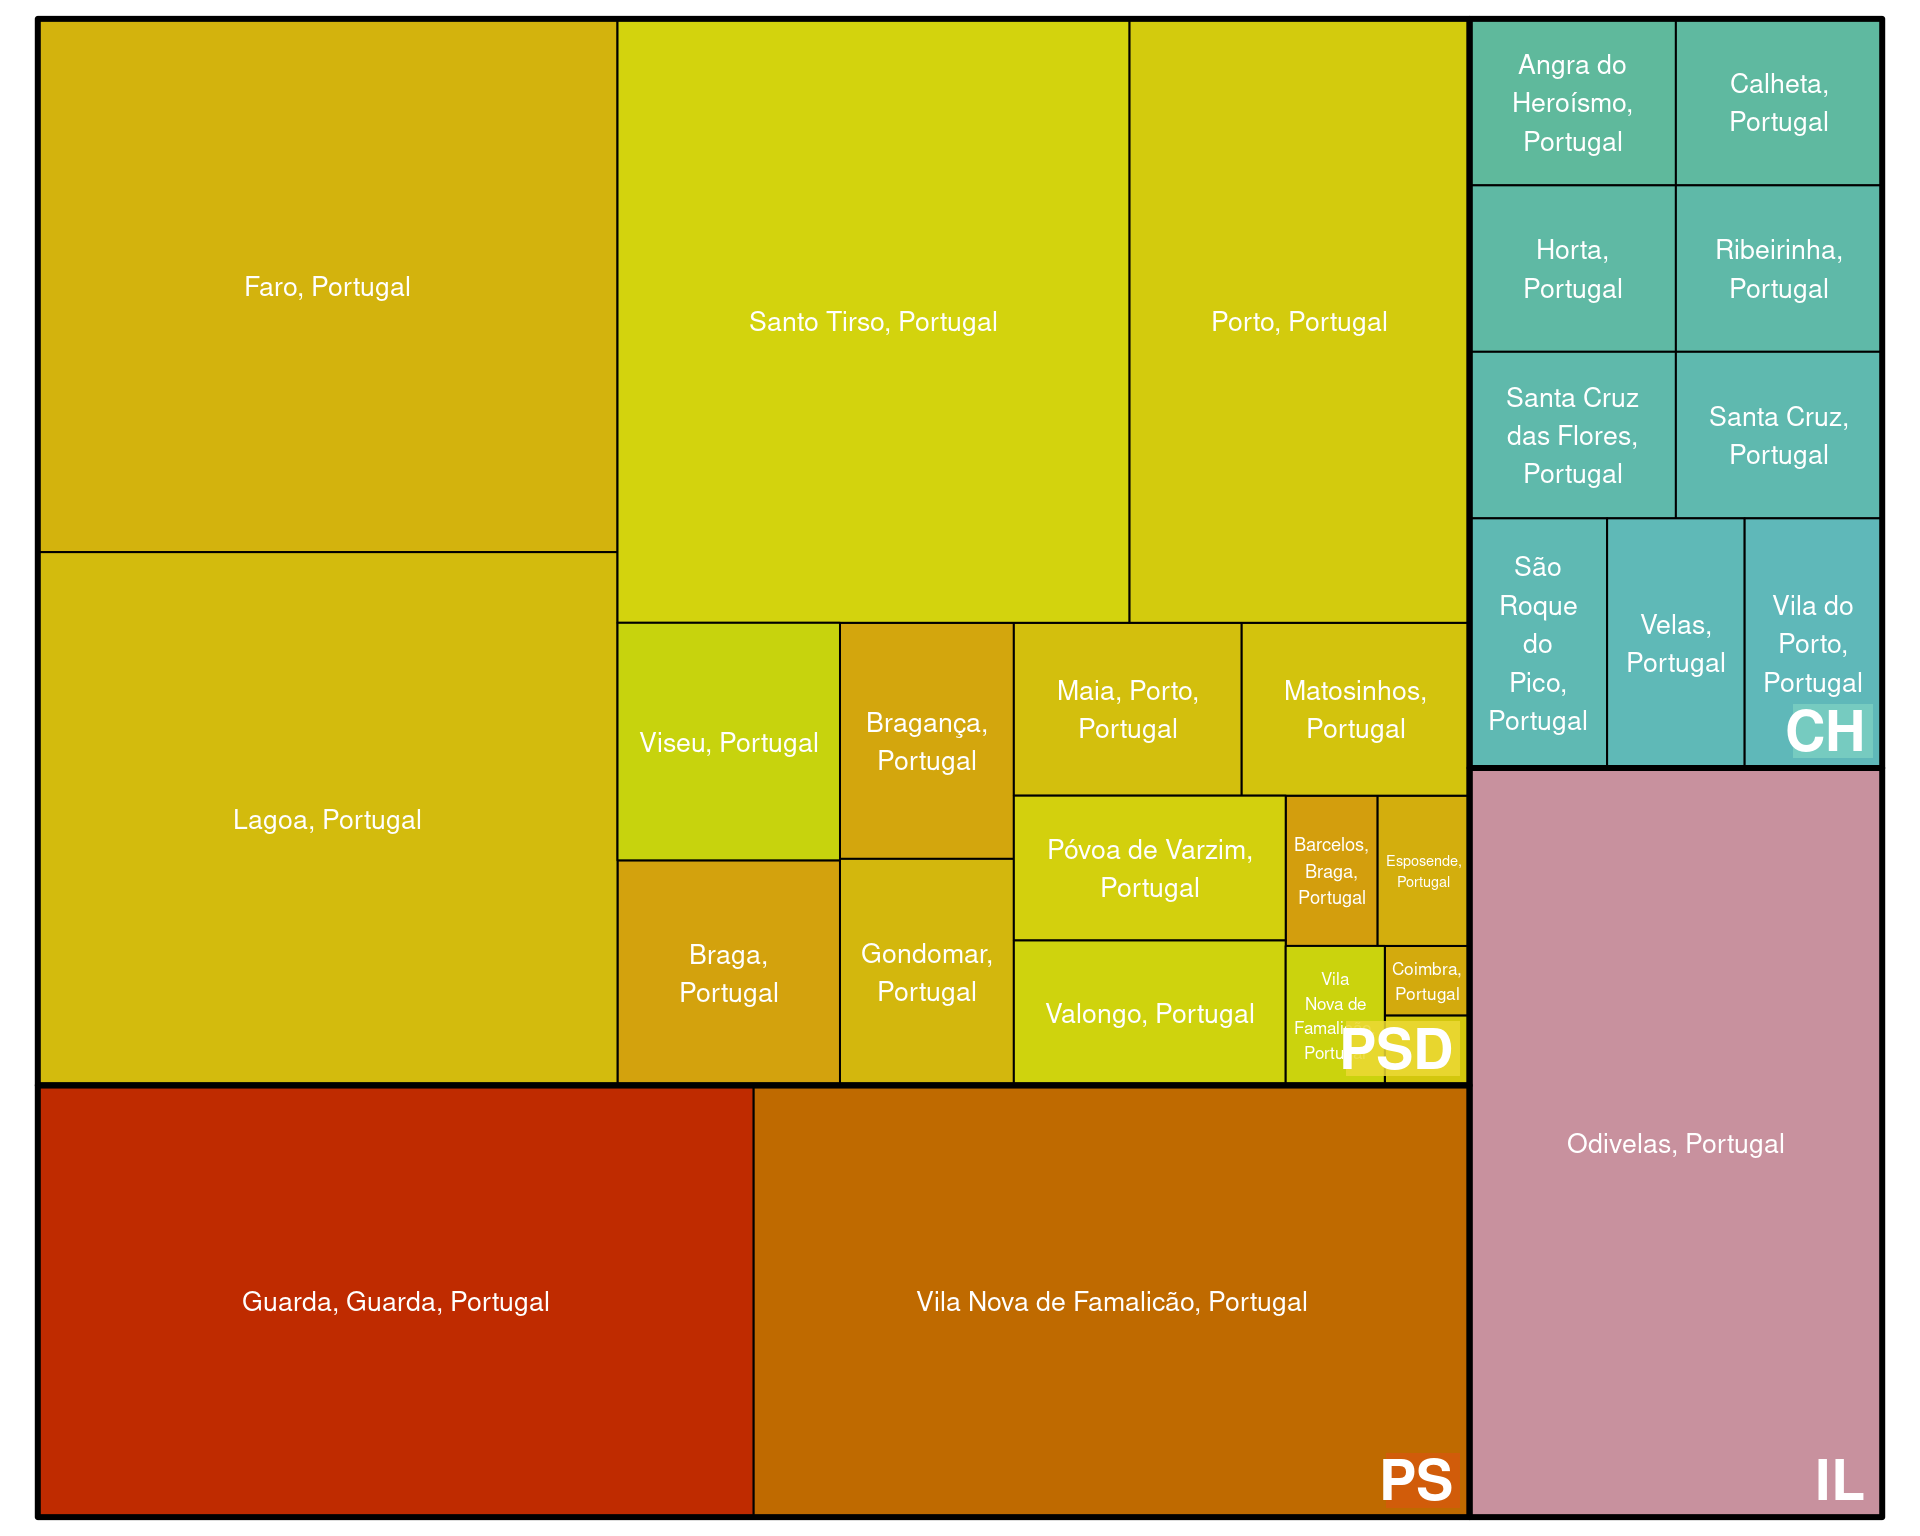 Faro, Portugal
Lagoa, Portugal
Santo Tirso, Portugal
Porto, Portugal
Viseu, Portugal
Braga,
Portugal
Bragança,
Portugal
Gondomar,
Portugal
Maia, Porto,
Portugal
Matosinhos,
Portugal
Póvoa de Varzim,
Portugal
Valongo, Portugal
Barcelos,
Braga,
Portugal
Esposende,
Portugal
Vila
Nova de
Coimbra,
Portugal
PSD
Guarda, Guarda, Portugal
Vila Nova de Famalicão, Portugal
PS
Angra do
Heroísmo,
Portugal
Calheta,
Portugal
Horta,
Portugal
Ribeirinha,
Portugal
Santa Cruz
das Flores,
Portugal
Santa Cruz,
Portugal
São
Roque
do
Pico,
Portugal
Velas,
Portugal
Vila do
Porto,
Portugal
CH
Odivelas, Portugal
IL